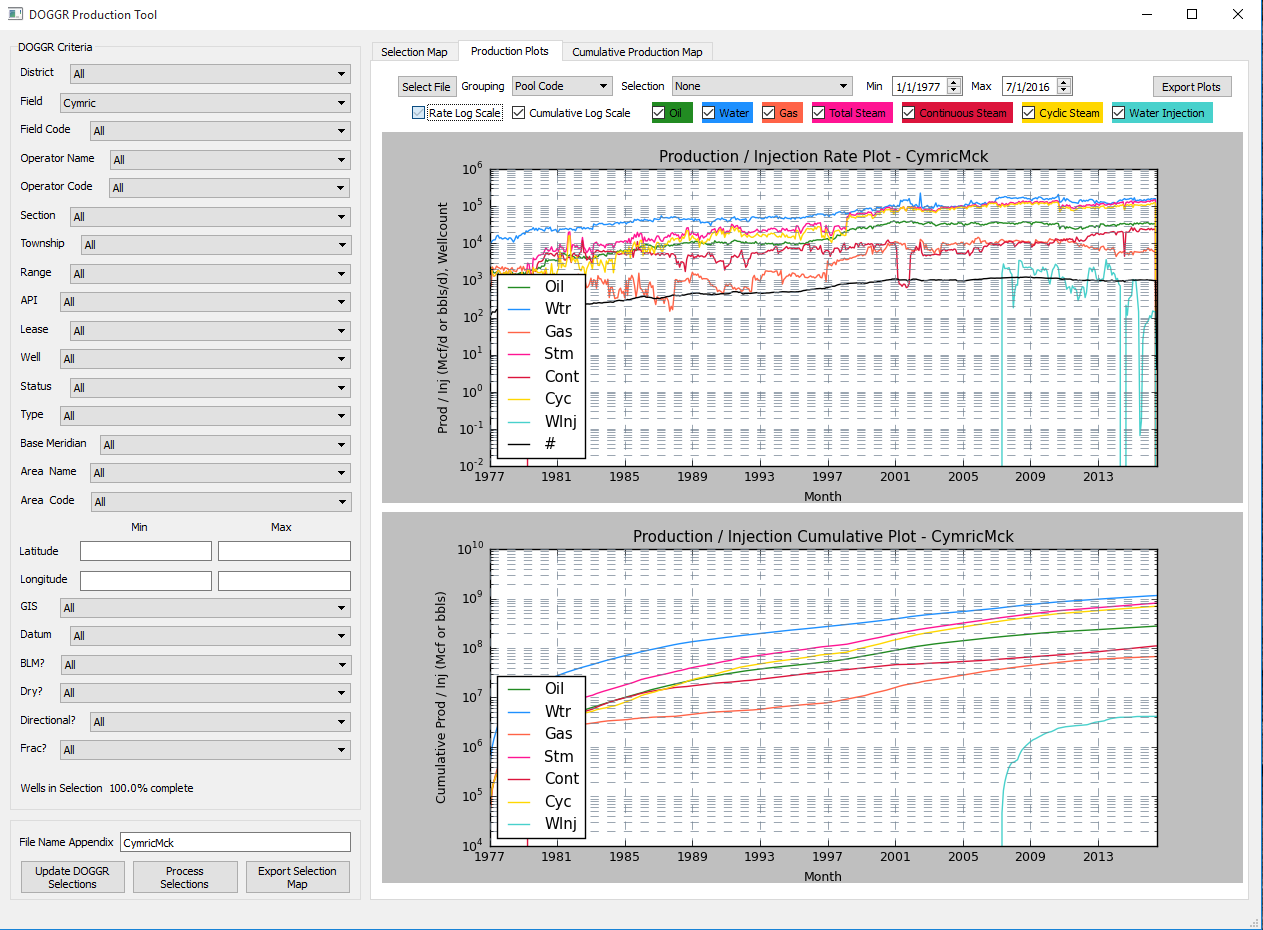 DOGGR Production Tool
DOGGR Criteria
District All
Field Cymric
Field Code All
Operator Name All
Operator Code All
Section All
Township All
Range All
API All
Lease All
Well All
Status All
Type All
Base Meridian All
Area Name All
Area Code All
Min Max
Latitude
Longitude
GIS All
Datum All
BLM? All
Dry? All
Directional? All
Frac? All
Wells in Selection 100.0% complete
File Name Appendix CymricMck
Update DOGGR Selections
Process Selections
Export Selection Map
Selection Map Production Plots Cumulative Production Map
Select File Grouping Pool Code Selection None Min 1/1/1977 Max 7/1/2016 Export Plots
Rate Log Scale Cumulative Log Scale Oil Water Gas Total Steam Continuous Steam Cyclic Steam Water Injection
Production / Injection Rate Plot - CymricMck
Prod / Inj (Mcf/d or bbls/d), Wellcount
10^6
10^5
10^4
10^3
10^2
10^1
10^0
10^-1
10^-2
Oil
Wtr
Gas
Stm
Cont
Cyc
WInj
#
1977 1981 1985 1989 1993 1997 2001 2005 2009 2013
Month
Production / Injection Cumulative Plot - CymricMck
Cumulative Prod / Inj (Mcf or bbls)
10^10
10^9
10^8
10^7
10^6
10^5
10^4
Oil
Wtr
Gas
Stm
Cont
Cyc
WInj
1977 1981 1985 1989 1993 1997 2001 2005 2009 2013
Month